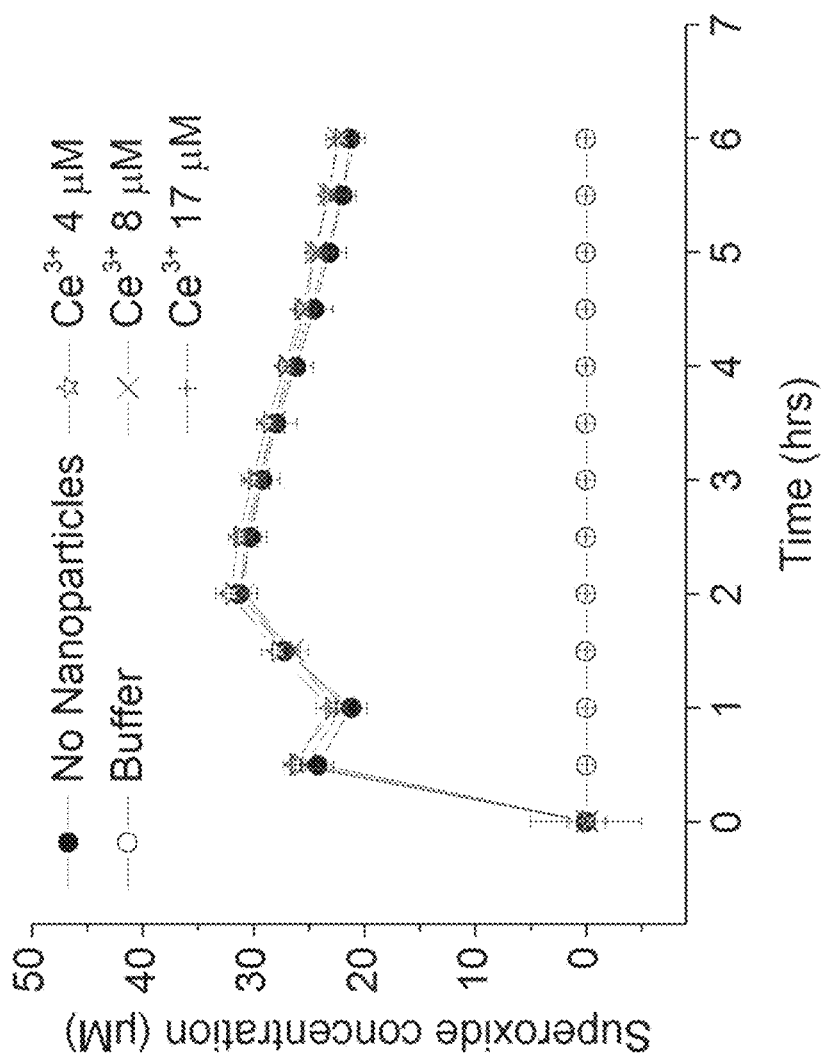 No Nanoparticles
Buffer
Ce3+ 4 μM
Ce3+ 8 μM
Ce3+ 17 μM
50
40
30
20
10
0
Superoxide concentration (μM)
0 1 2 3 4 5 6 7
Time (hrs)